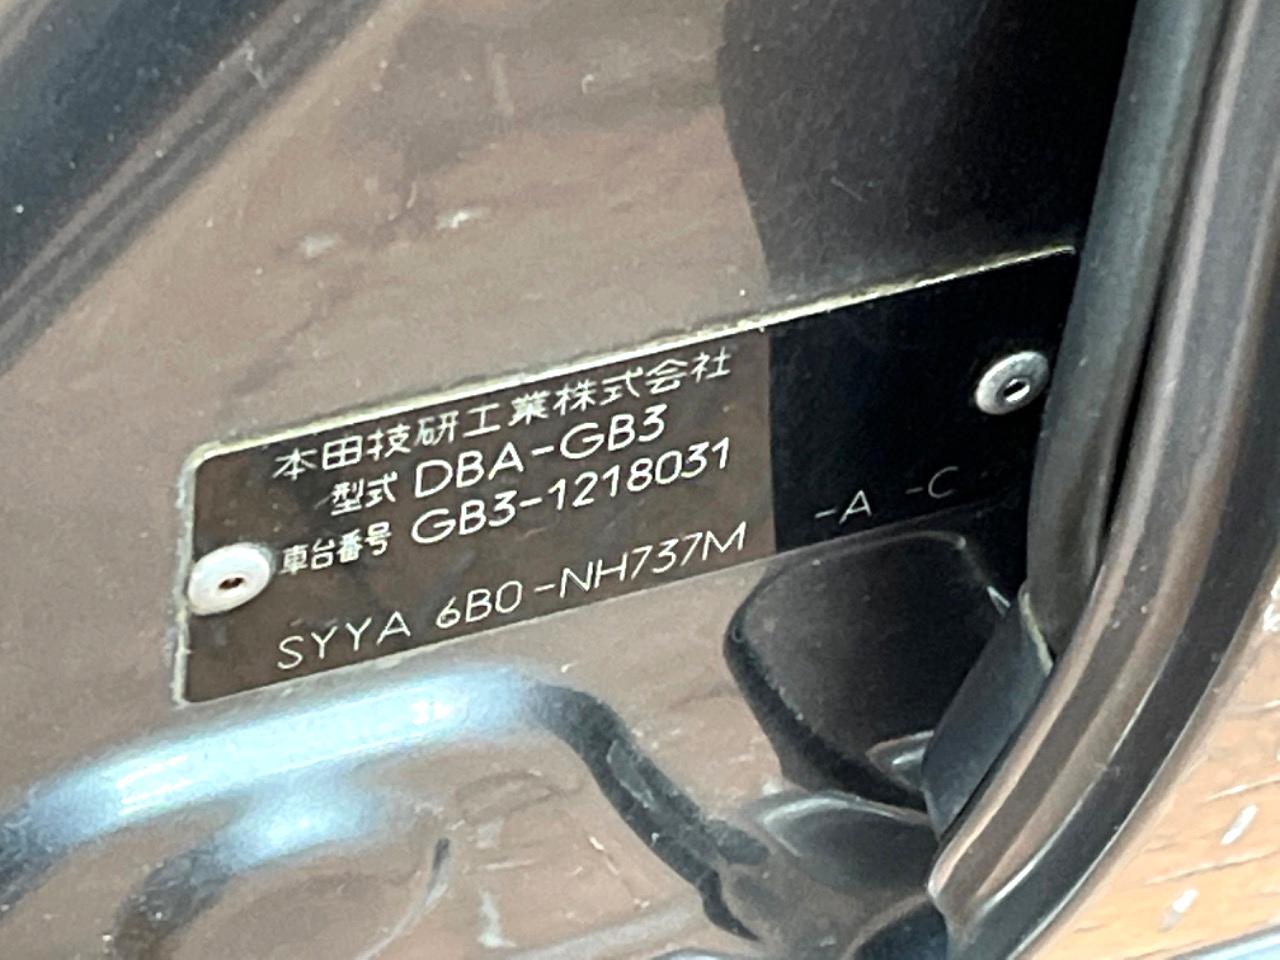 本田技研工業株式会社
型式 DBA-GB3
車台番号 GB3-1218031
SYYA 6B0-NH737M -A -C